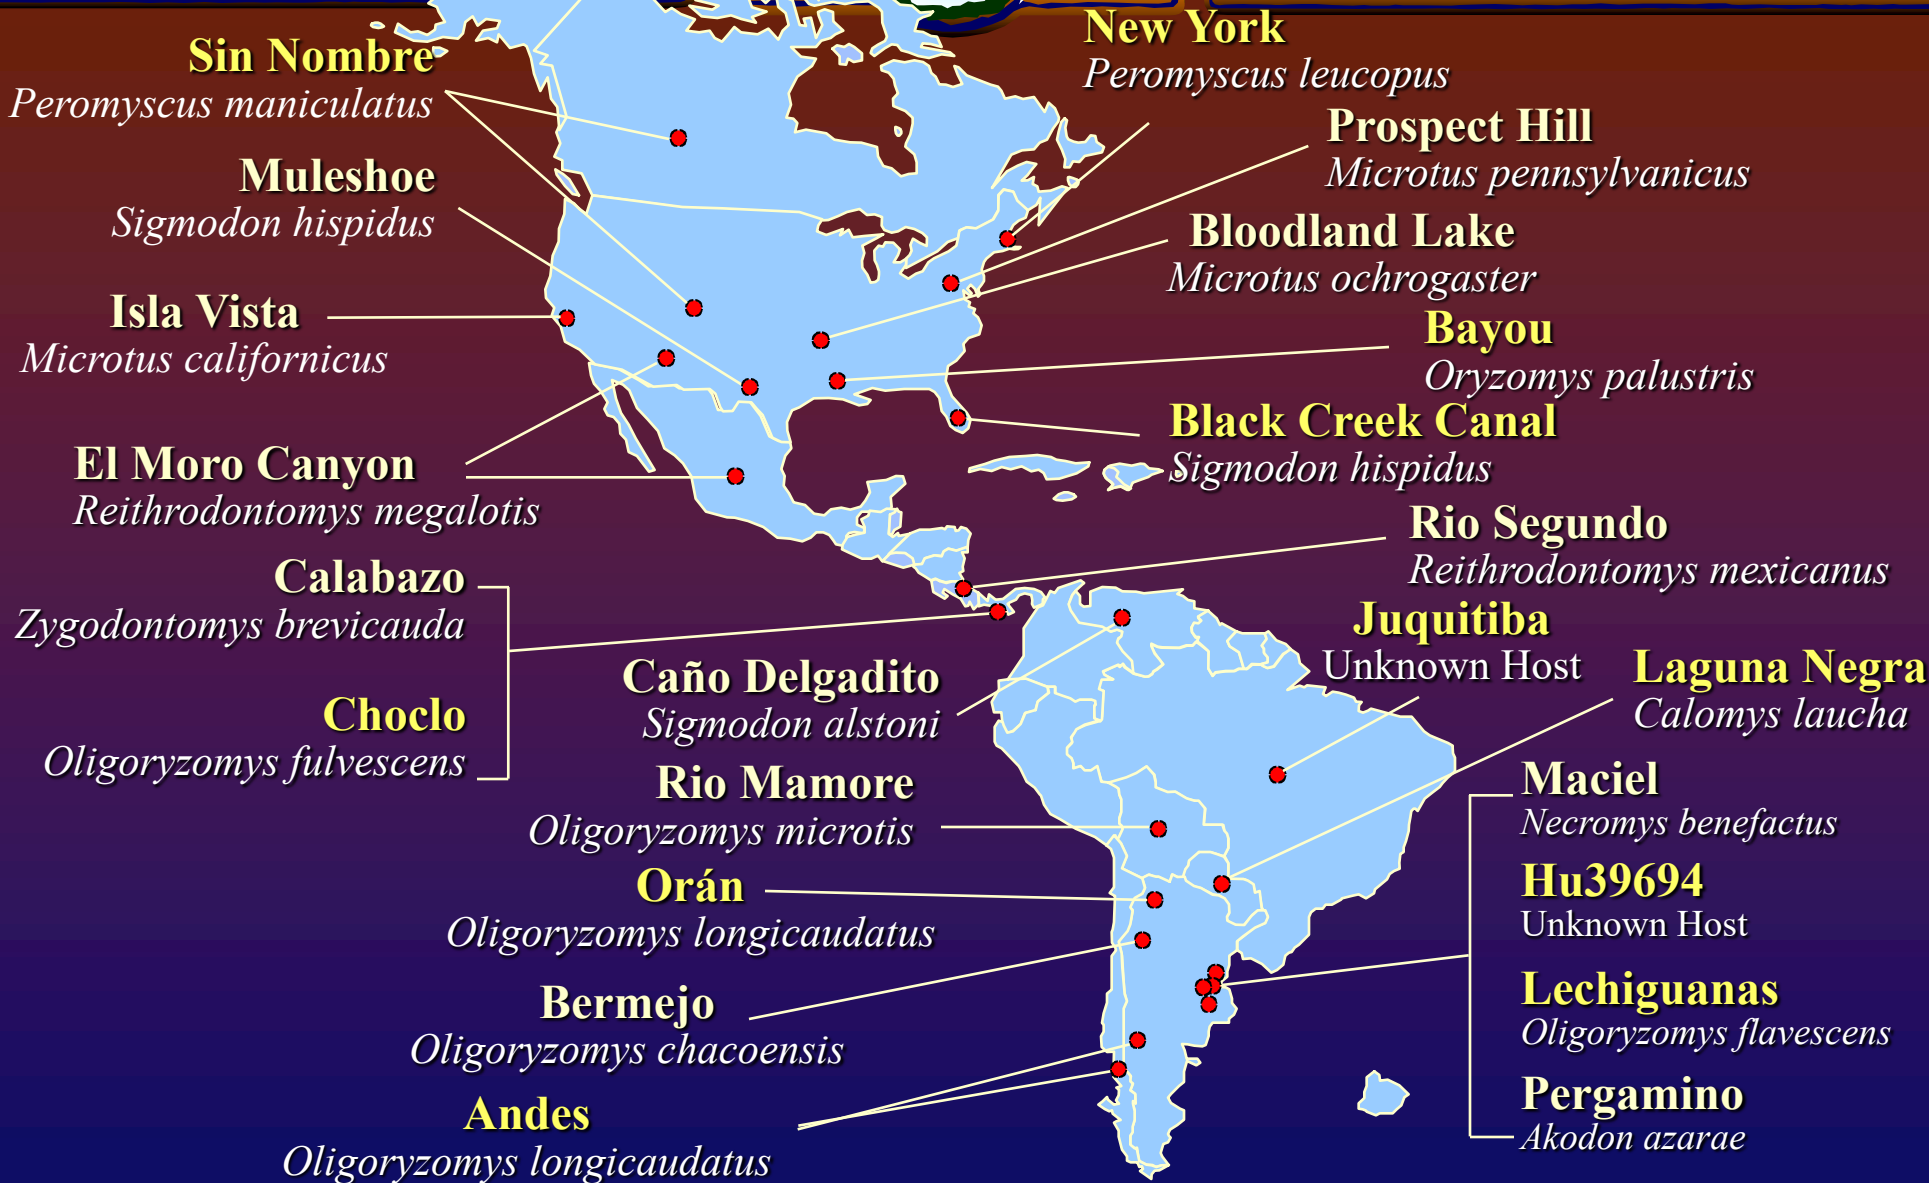 Sin Nombre
Peromyscus maniculatus
Muleshoe
Sigmodon hispidus
Isla Vista
Microtus californicus
El Moro Canyon
Reithrodontomys megalotis
Calabazo
Zygodontomys brevicauda
Choclo
Oligoryzomys fulvescens
Caño Delgadito
Sigmodon alstoni
Rio Mamore
Oligoryzomys microtis
Orán
Oligoryzomys longicaudatus
Bermejo
Oligoryzomys chacoensis
Andes
Oligoryzomys longicaudatus
New York
Peromyscus leucopus
Prospect Hill
Microtus pennsylvanicus
Bloodland Lake
Microtus ochrogaster
Bayou
Oryzomys palustris
Black Creek Canal
Sigmodon hispidus
Rio Segundo
Reithrodontomys mexicanus
Juquitiba
Unknown Host
Laguna Negra
Calomys laucha
Maciel
Necromys benefactus
Hu39694
Unknown Host
Lechiguanas
Oligoryzomys flavescens
Pergamino
Akodon azarae